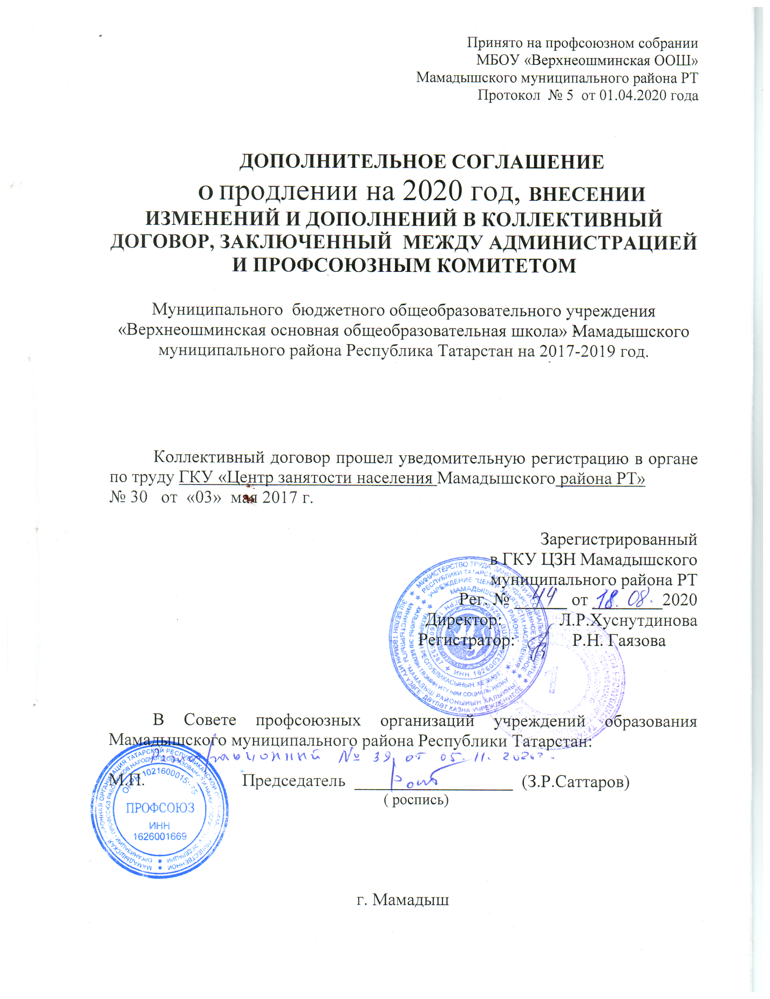 Принято на профсоюзном собрании
МБОУ «Верхнеошминская ООШ»
Мамадышского муниципального района РТ
Протокол № 5 от 01.04.2020 года
ДОПОЛНИТЕЛЬНОЕ СОГЛАШЕНИЕ
О продлении на 2020 год, ВНЕСЕНИИ
ИЗМЕНЕНИЙ И ДОПОЛНЕНИЙ В КОЛЛЕКТИВНЫЙ
ДОГОВОР, ЗАКЛЮЧЕННЫЙ МЕЖДУ АДМИНИСТРАЦИЕЙ
И ПРОФСОЮЗНЫМ КОМИТЕТОМ
Муниципального бюджетного общеобразовательного учреждения
«Верхнеошминская основная общеобразовательная школа» Мамадышского
муниципального района Республика Татарстан на 2017-2019 год.
Коллективный договор прошел уведомительную регистрацию в органе
по труду ГКУ «Центр занятости населения Мамадышского района РТ»
№ 30 от «03» мая 2017 г.
Зарегистрированный
в ГКУ ЦЗН Мамадышского
муниципального района РТ
Рег. № 44 от 18.08.2020
Директор: Л.Р.Хуснутдинова
Регистратор: Р.Н. Гаязова
В Совете профсоюзных организаций учреждений образования
Мамадышского муниципального района Республики Татарстан:
№ 39 от 05.11.2020г.
М.П. Председатель (З.Р.Саттаров)
( роспись)
ПРОФСОЮЗ
ИНН
1626001669
г. Мамадыш